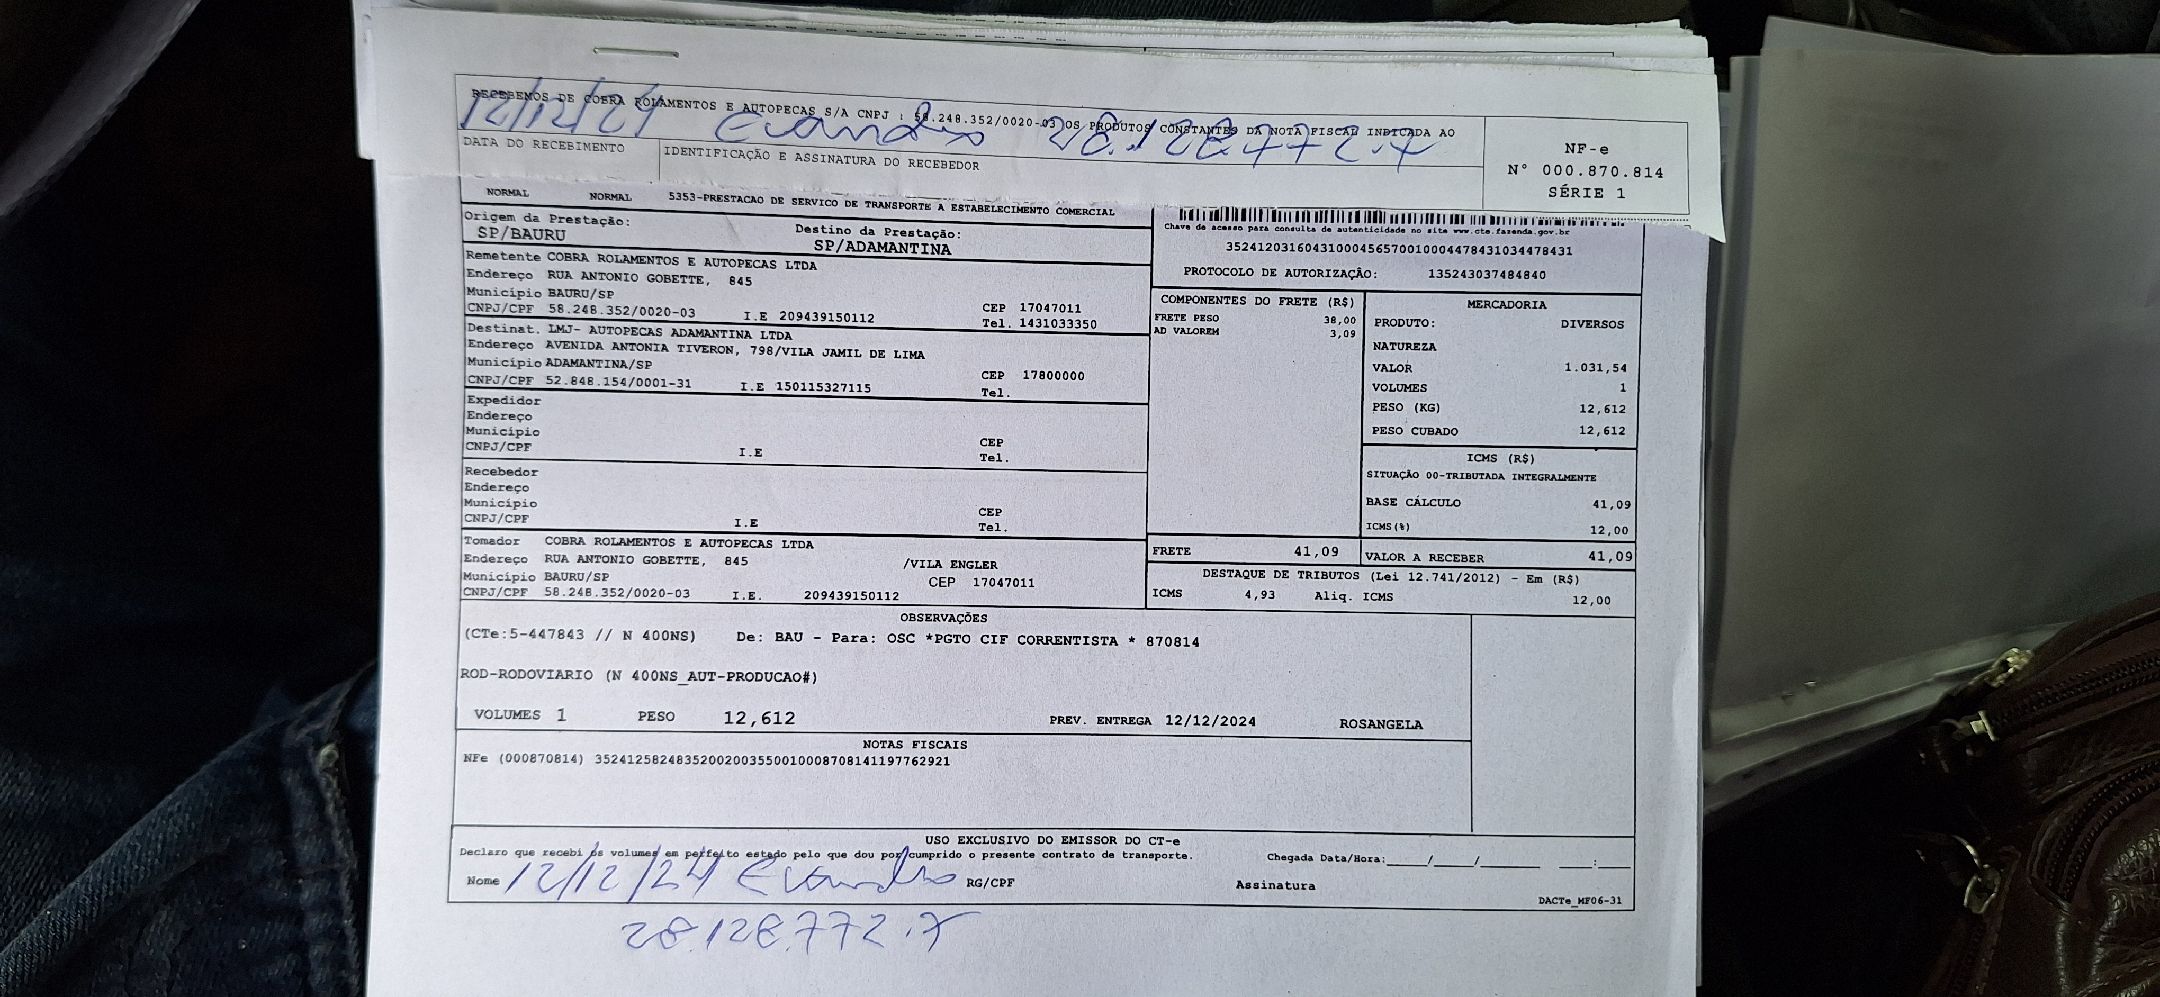 RECEBEMOS DE COBRA ROLAMENTOS E AUTOPECAS S/A CNPJ : 58.248.352/0020-03 OS PRODUTOS CONSTANTES DA NOTA FISCAL INDICADA AO
12/12/24 Evandro 28.128.772.7
DATA DO RECEBIMENTO IDENTIFICAÇÃO E ASSINATURA DO RECEBEDOR
NF-e
N° 000.870.814
SÉRIE 1
NORMAL NORMAL 5353-PRESTACAO DE SERVICO DE TRANSPORTE A ESTABELECIMENTO COMERCIAL
Origem da Prestação: Destino da Prestação:
SP/BAURU SP/ADAMANTINA
Chave de acesso para consulta de autenticidade no site www.cte.fazenda.gov.br
35241203160431000456570010004478431034478431
PROTOCOLO DE AUTORIZAÇÃO: 135243037484840
Remetente COBRA ROLAMENTOS E AUTOPECAS LTDA
Endereço RUA ANTONIO GOBETTE, 845
Município BAURU/SP CEP 17047011
CNPJ/CPF 58.248.352/0020-03 I.E 209439150112 Tel. 1431033350
Destinat. LMJ- AUTOPECAS ADAMANTINA LTDA
Endereço AVENIDA ANTONIA TIVERON, 798/VILA JAMIL DE LIMA
Município ADAMANTINA/SP CEP 17800000
CNPJ/CPF 52.848.154/0001-31 I.E 150115327115 Tel.
Expedidor
Endereço
Município CEP
CNPJ/CPF I.E Tel.
Recebedor
Endereço
Município CEP
CNPJ/CPF I.E Tel.
Tomador COBRA ROLAMENTOS E AUTOPECAS LTDA
Endereço RUA ANTONIO GOBETTE, 845 /VILA ENGLER
Município BAURU/SP CEP 17047011
CNPJ/CPF 58.248.352/0020-03 I.E. 209439150112
COMPONENTES DO FRETE (R$)
FRETE PESO 38,00
AD VALOREM 3,09
MERCADORIA
PRODUTO: DIVERSOS
NATUREZA
VALOR 1.031,54
VOLUMES 1
PESO (KG) 12,612
PESO CUBADO 12,612
ICMS (R$)
SITUAÇÃO 00-TRIBUTADA INTEGRALMENTE
BASE CÁLCULO 41,09
ICMS(%) 12,00
FRETE 41,09 VALOR A RECEBER 41,09
DESTAQUE DE TRIBUTOS (Lei 12.741/2012) - Em (R$)
ICMS 4,93 Aliq. ICMS 12,00
OBSERVAÇÕES
(CTe:5-447843 // N 400NS) De: BAU - Para: OSC *PGTO CIF CORRENTISTA * 870814
ROD-RODOVIARIO (N 400NS_AUT-PRODUCAO#)
VOLUMES 1 PESO 12,612 PREV. ENTREGA 12/12/2024 ROSANGELA
NOTAS FISCAIS
NFe (000870814) 35241258248352002003550010008708141197762921
USO EXCLUSIVO DO EMISSOR DO CT-e
Declaro que recebi os volumes em perfeito estado pelo que dou por cumprido o presente contrato de transporte. Chegada Data/Hora:_____/_____/______ ___:___
Nome 12/12/24 Evandro RG/CPF Assinatura
DACTe_MF06-31
28.128.772.7